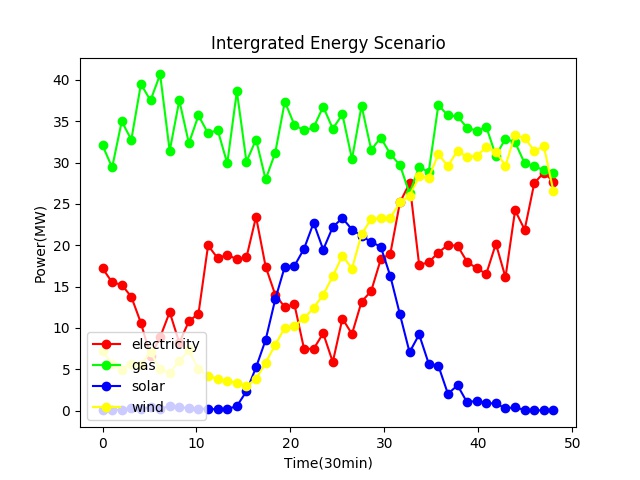 Intergrated Energy Scenario
Power(MW)
40
35
30
25
20
15
10
5
0
electricity
gas
solar
wind
0 10 20 30 40 50
Time(30min)